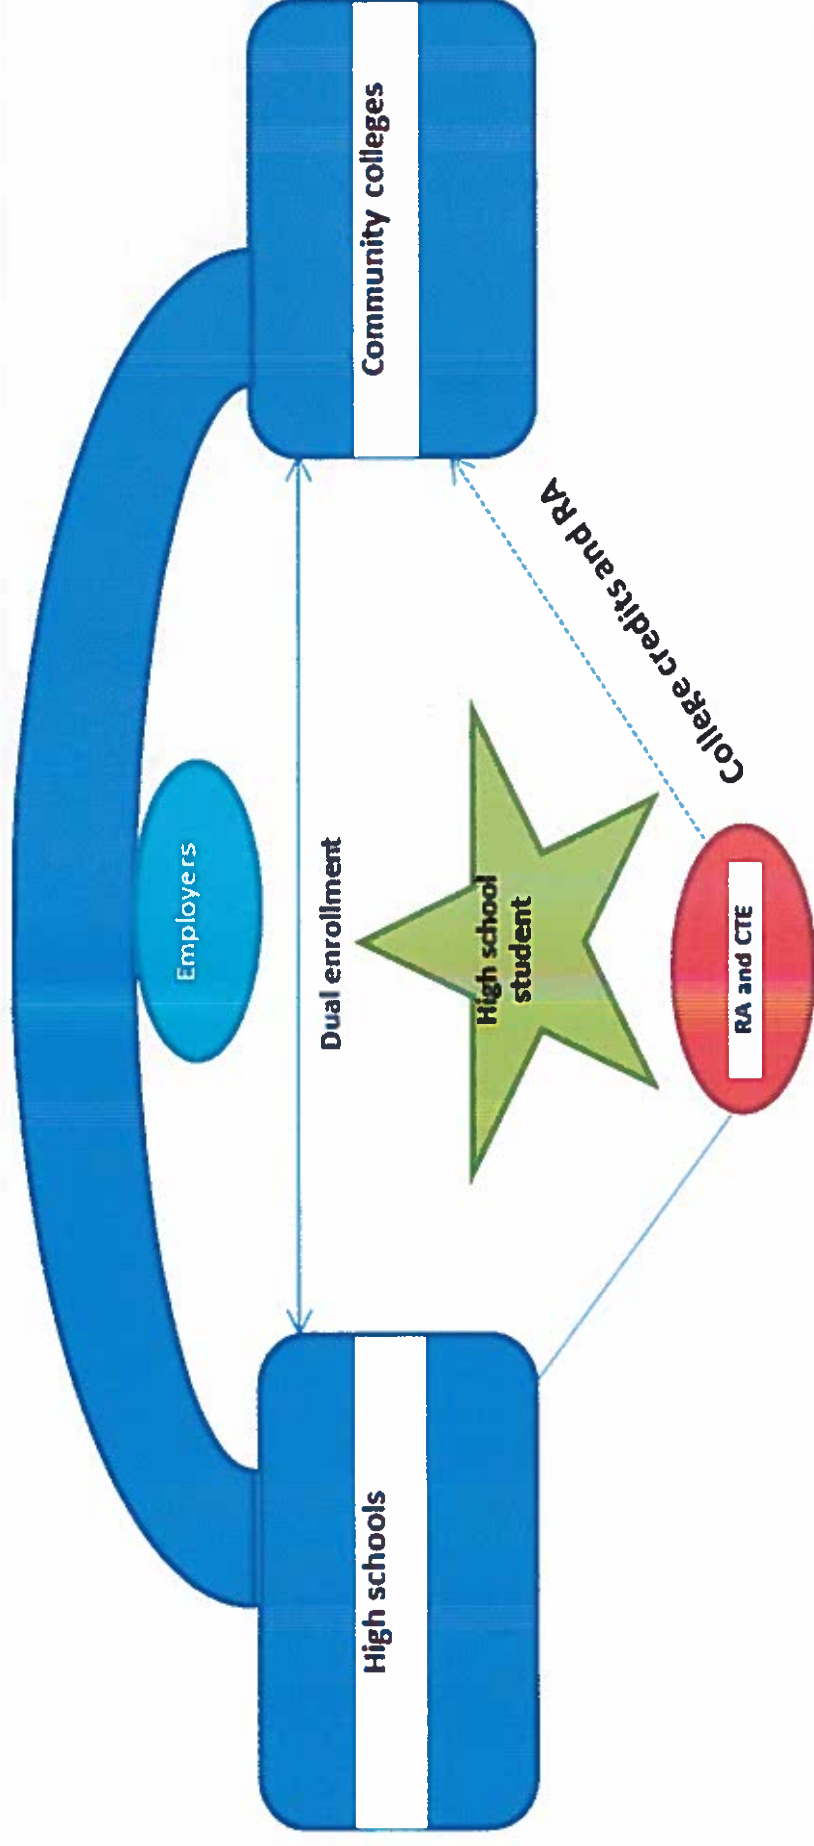 Employers
Dual enrollment
High schools
High school
student
Community colleges
College credits and RA
RA and CTE